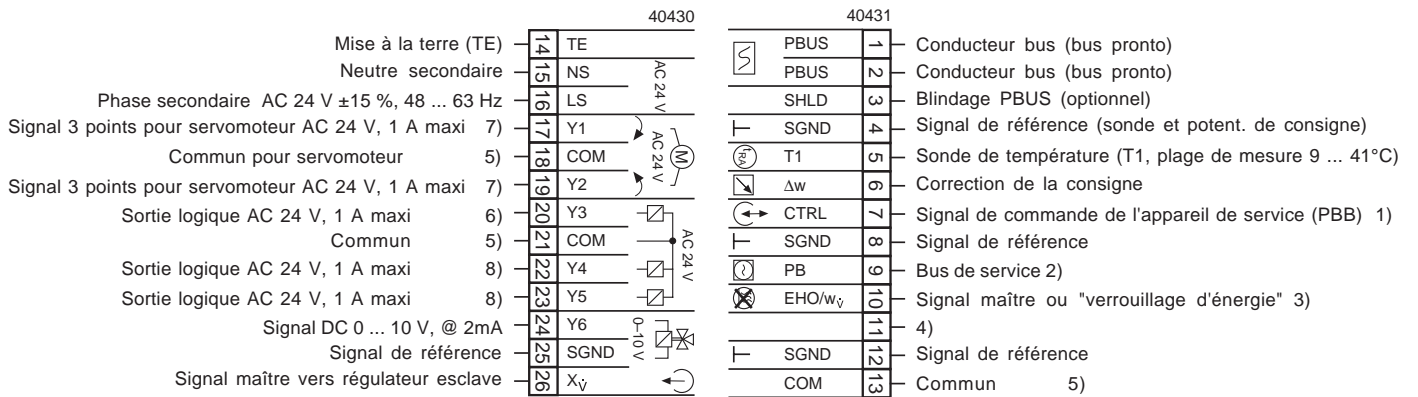 40430
Mise à la terre (TE) 14 TE
Neutre secondaire 15 NS
Phase secondaire AC 24 V ±15 %, 48 ... 63 Hz 16 LS
AC 24 V
Signal 3 points pour servomoteur AC 24 V, 1 A maxi 7) 17 Y1
Commun pour servomoteur 5) 18 COM
Signal 3 points pour servomoteur AC 24 V, 1 A maxi 7) 19 Y2
AC 24 V
M
Sortie logique AC 24 V, 1 A maxi 6) 20 Y3
Commun 5) 21 COM
Sortie logique AC 24 V, 1 A maxi 8) 22 Y4
Sortie logique AC 24 V, 1 A maxi 8) 23 Y5
AC 24 V
Signal DC 0 ... 10 V, @ 2mA 24 Y6
Signal de référence 25 SGND
0–10 V
Signal maître vers régulateur esclave 26 Xv̇
40431
PBUS 1 Conducteur bus (bus pronto)
PBUS 2 Conducteur bus (bus pronto)
SHLD 3 Blindage PBUS (optionnel)
SGND 4 Signal de référence (sonde et potent. de consigne)
tRA T1 5 Sonde de température (T1, plage de mesure 9 ... 41°C)
Δw 6 Correction de la consigne
CTRL 7 Signal de commande de l'appareil de service (PBB) 1)
SGND 8 Signal de référence
PB 9 Bus de service 2)
EHO/wv̇ 10 Signal maître ou "verrouillage d'énergie" 3)
11 4)
SGND 12 Signal de référence
COM 13 Commun 5)